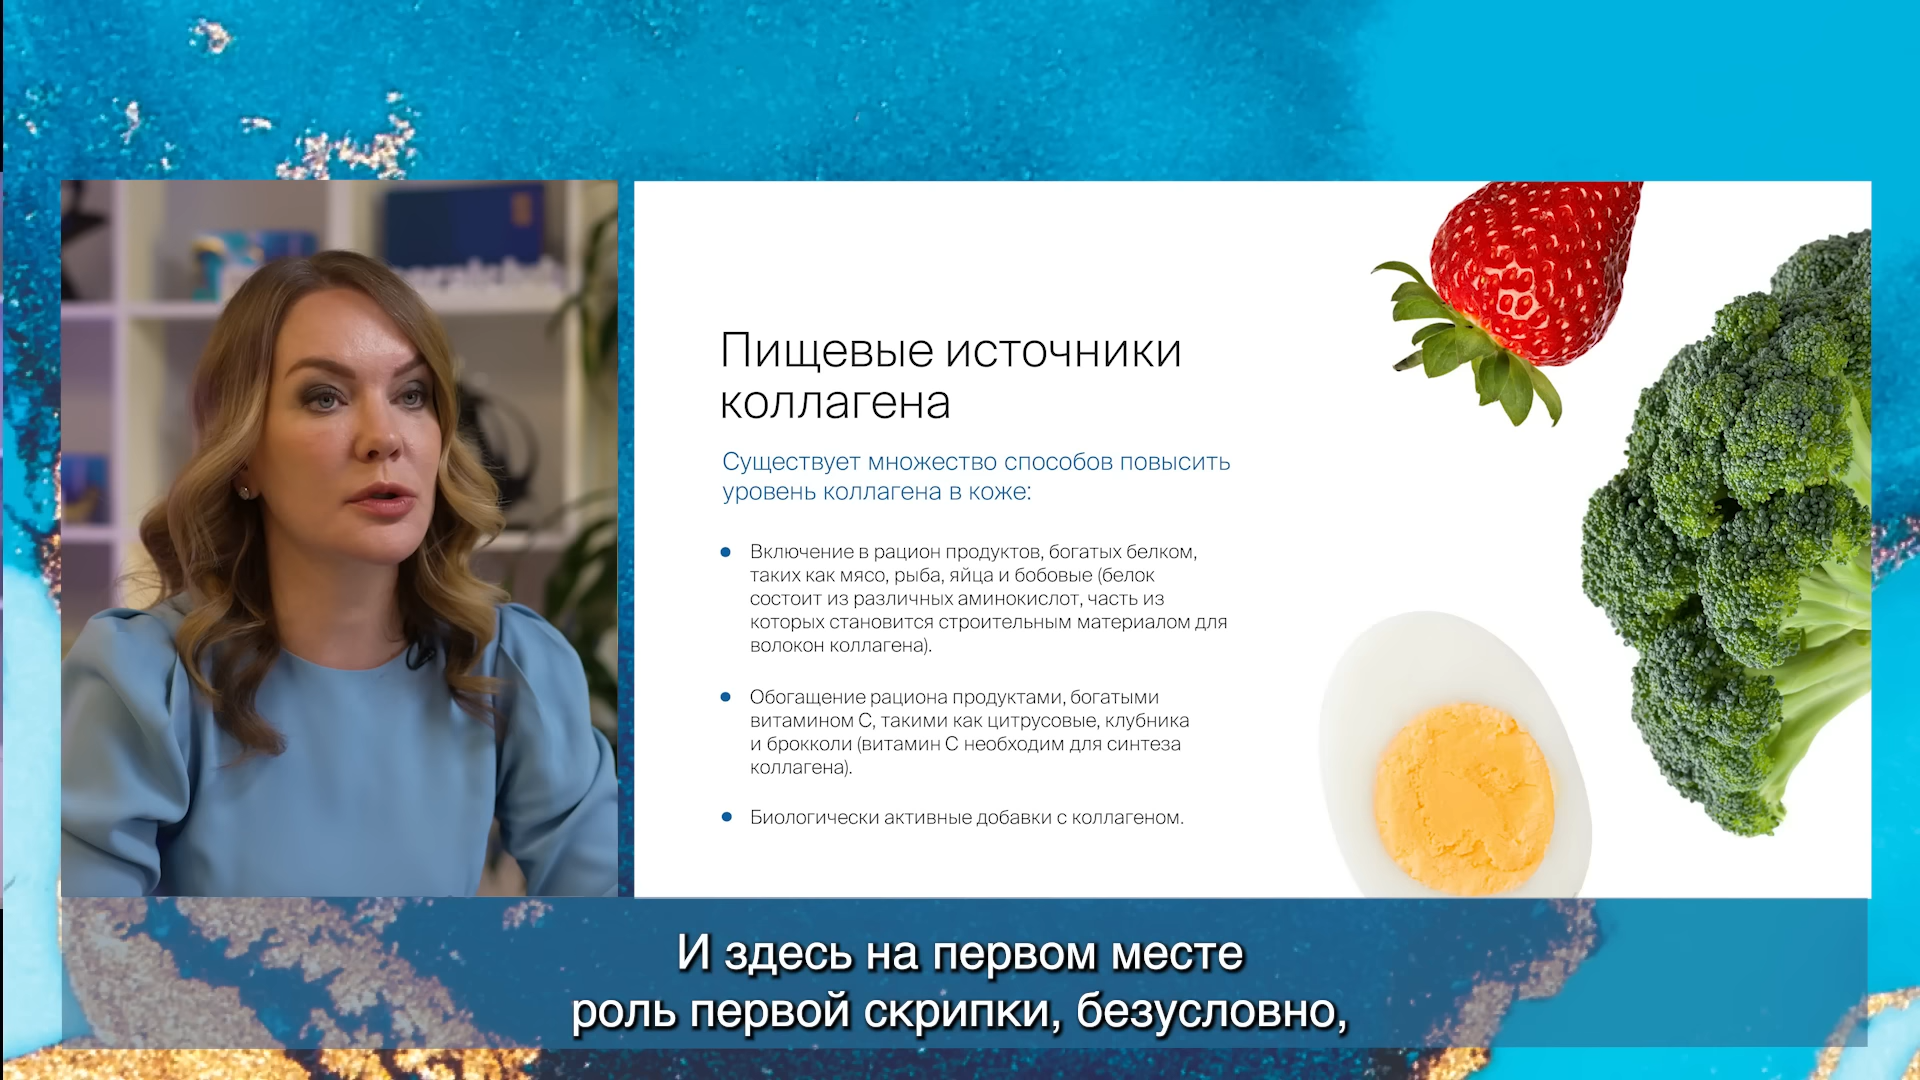 Пищевые источники
коллагена
Существует множество способов повысить
уровень коллагена в коже:
• Включение в рацион продуктов, богатых белком,
таких как мясо, рыба, яйца и бобовые (белок
состоит из различных аминокислот, часть из
которых становится строительным материалом для
волокон коллагена).
• Обогащение рациона продуктами, богатыми
витамином С, такими как цитрусовые, клубника
и брокколи (витамин С необходим для синтеза
коллагена).
• Биологически активные добавки с коллагеном.
И здесь на первом месте
роль первой скрипки, безусловно,